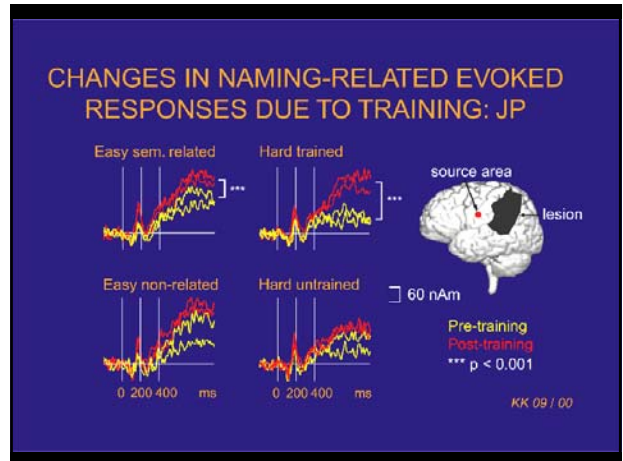 CHANGES IN NAMING-RELATED EVOKED
RESPONSES DUE TO TRAINING: JP
Easy sem. related
Hard trained
***
***
source area
lesion
Easy non-related
Hard untrained
60 nAm
Pre-training
Post-training
*** p < 0.001
0 200 400 ms
0 200 400 ms
KK 09 / 00